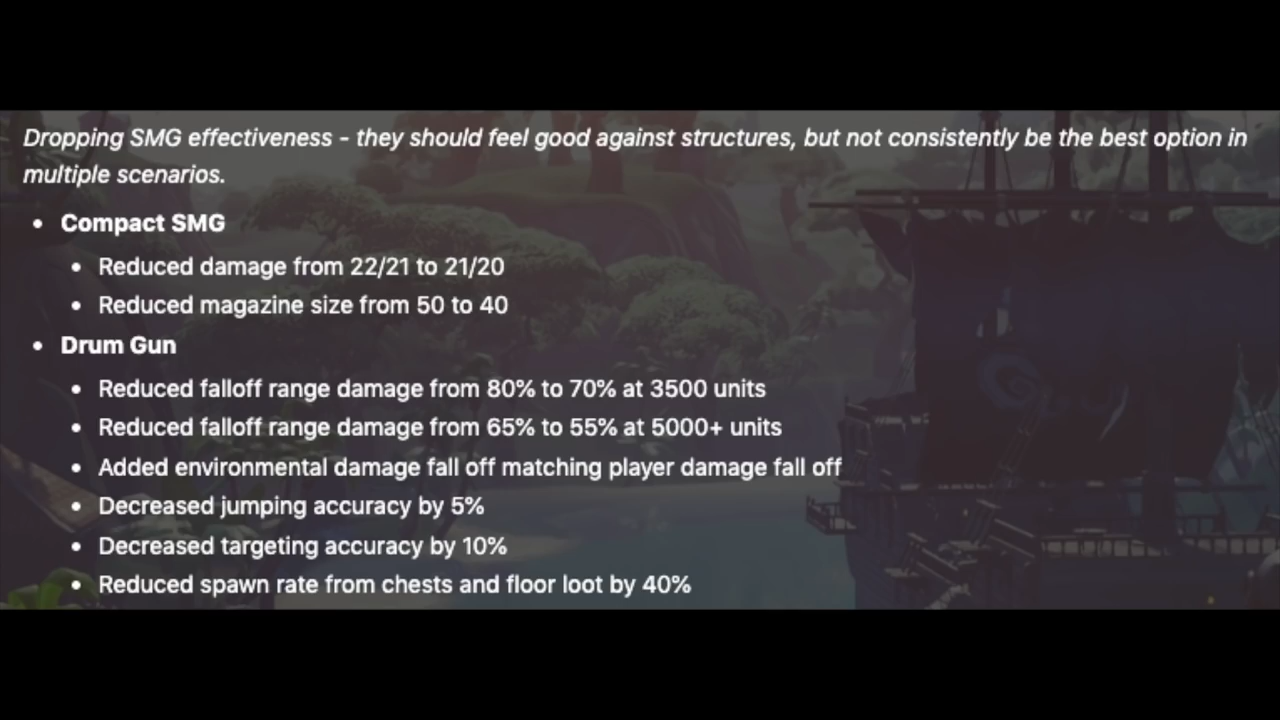 Dropping SMG effectiveness - they should feel good against structures, but not consistently be the best option in
multiple scenarios.
• Compact SMG
• Reduced damage from 22/21 to 21/20
• Reduced magazine size from 50 to 40
• Drum Gun
• Reduced falloff range damage from 80% to 70% at 3500 units
• Reduced falloff range damage from 65% to 55% at 5000+ units
• Added environmental damage fall off matching player damage fall off
• Decreased jumping accuracy by 5%
• Decreased targeting accuracy by 10%
• Reduced spawn rate from chests and floor loot by 40%